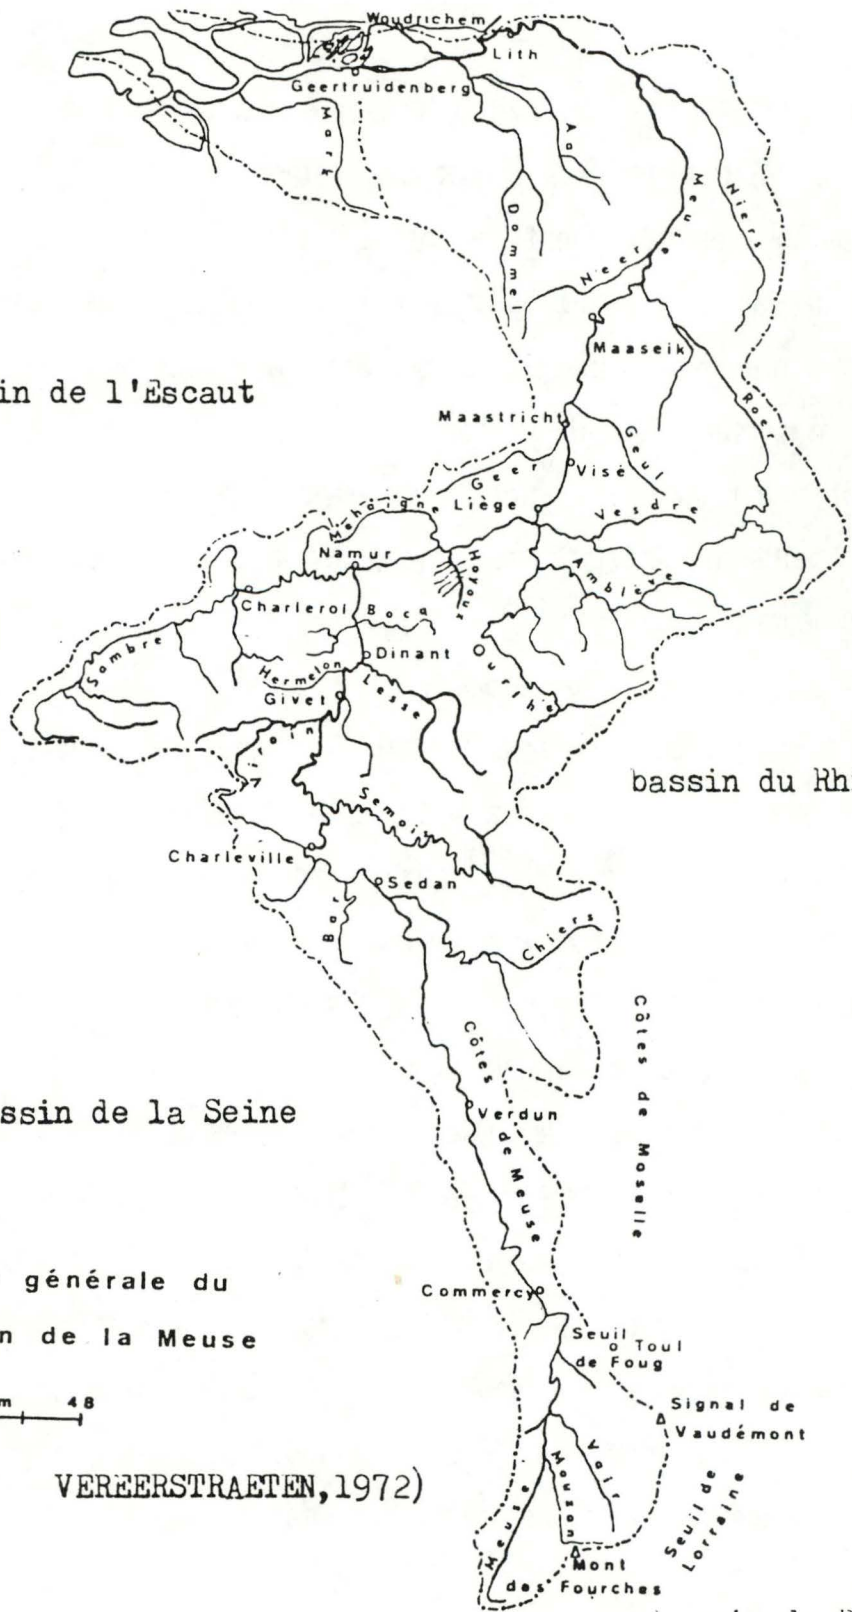 Woudrichem
Lith
Geertruidenberg
Mark
Aa
Dommel
Meuse
Niers
Neer
Maaseik
in de l'Escaut
Roer
Maastricht
Geul
Geer
Visé
Liège
Vesdre
Mehaigne
Namur
Hoyoux
Amblève
Charleroi
Bocq
Sambre
Dinant
Ourthe
Hermeton
Lesse
Givet
Viroin
bassin du Rh
Semois
Charleville
Sedan
Bar
Chiers
Côtes de Meuse
Côtes de Moselle
ssin de la Seine
Verdun
générale du
n de la Meuse
Commercy
m 48
Seuil
de Foug
Toul
Signal de
Vaudémont
VEREERSTRAETEN,1972)
Meuse
Mouzon
Vair
Seuil de
Lorraine
Mont
des Fourches